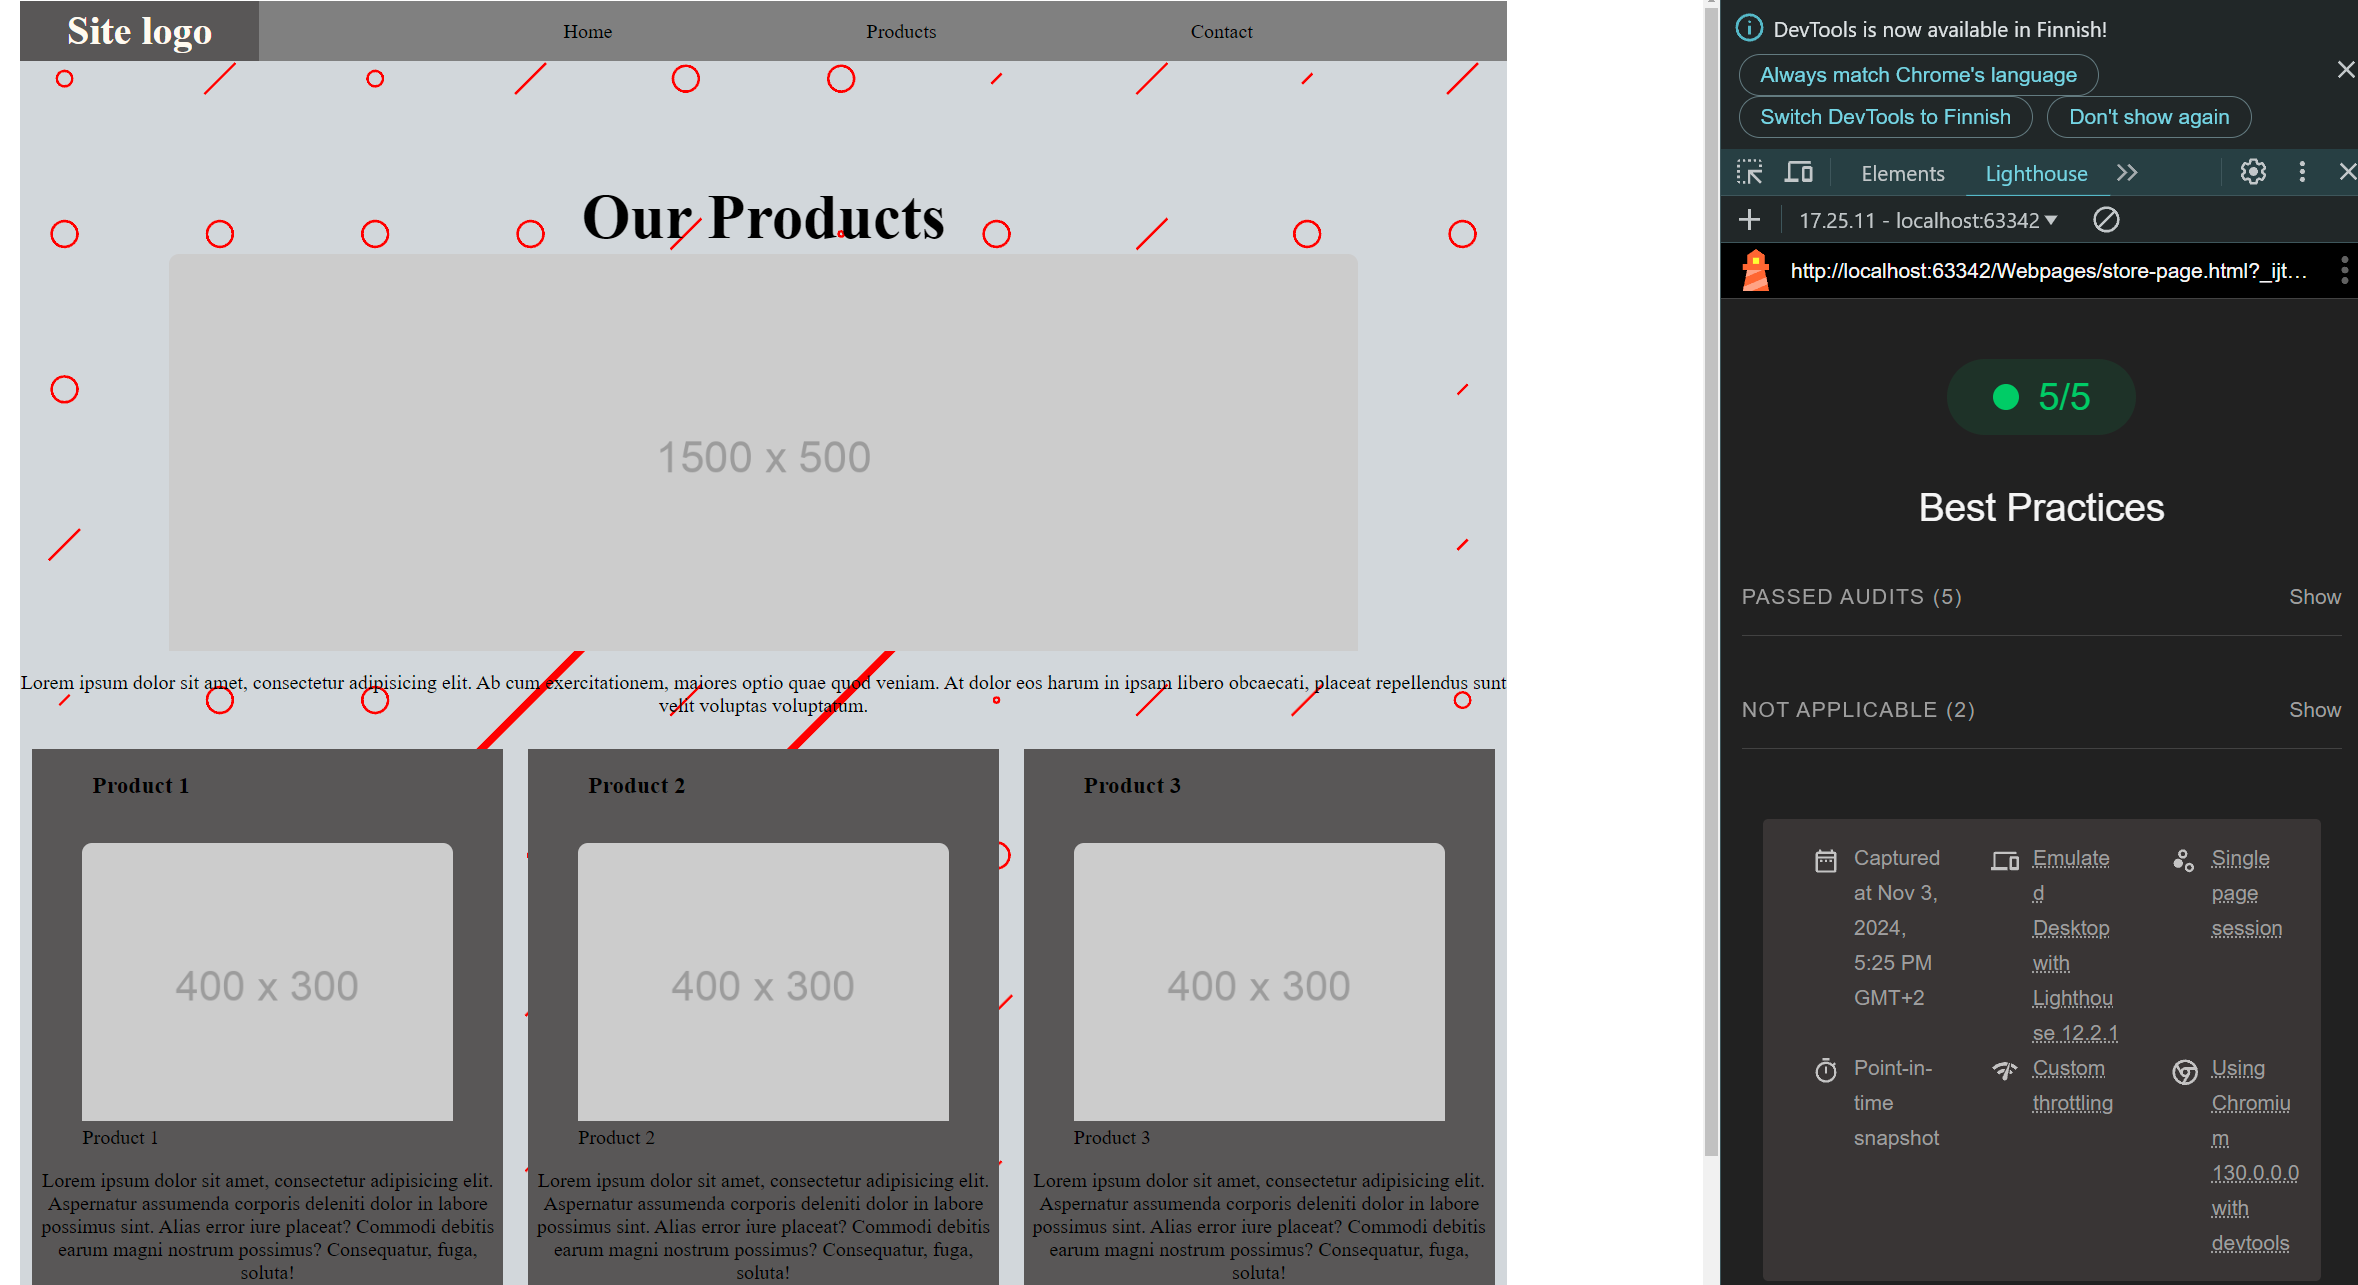 Site logo
Home
Products
Contact
Our Products
1500 x 500
Lorem ipsum dolor sit amet, consectetur adipisicing elit. Ab cum exercitationem, maiores optio quae quod veniam. At dolor eos harum in ipsam libero obcaecati, placeat repellendus sunt
velit voluptas voluptatum.
Product 1
400 x 300
Product 1
Lorem ipsum dolor sit amet, consectetur adipisicing elit.
Aspernatur assumenda corporis deleniti dolor in labore
possimus sint. Alias error iure placeat? Commodi debitis
earum magni nostrum possimus? Consequatur, fuga,
soluta!
Product 2
400 x 300
Product 2
Lorem ipsum dolor sit amet, consectetur adipisicing elit.
Aspernatur assumenda corporis deleniti dolor in labore
possimus sint. Alias error iure placeat? Commodi debitis
earum magni nostrum possimus? Consequatur, fuga,
soluta!
Product 3
400 x 300
Product 3
Lorem ipsum dolor sit amet, consectetur adipisicing elit.
Aspernatur assumenda corporis deleniti dolor in labore
possimus sint. Alias error iure placeat? Commodi debitis
earum magni nostrum possimus? Consequatur, fuga,
soluta!
DevTools is now available in Finnish!
Always match Chrome's language
Switch DevTools to Finnish
Don't show again
Elements
Lighthouse
17.25.11 - localhost:63342
http://localhost:63342/Webpages/store-page.html?_ijt…
5/5
Best Practices
PASSED AUDITS (5)
Show
NOT APPLICABLE (2)
Show
Captured
at Nov 3,
2024,
5:25 PM
GMT+2
Emulate
d
Desktop
with
Lighthou
se 12.2.1
Single
page
session
Point-in-
time
snapshot
Custom
throttling
Using
Chromiu
m
130.0.0.0
with
devtools